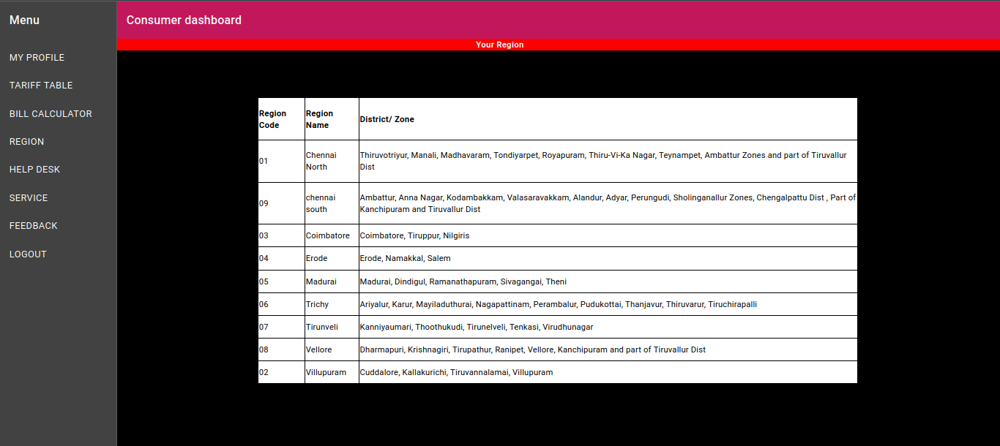 Menu
MY PROFILE
TARIFF TABLE
BILL CALCULATOR
REGION
HELP DESK
SERVICE
FEEDBACK
LOGOUT
Consumer dashboard
Your Region
Region Code Region Name District/ Zone
01 Chennai North Thiruvotriyur, Manali, Madhavaram, Tondiyarpet, Royapuram, Thiru-Vi-Ka Nagar, Teynampet, Ambattur Zones and part of Tiruvallur Dist
09 chennai south Ambattur, Anna Nagar, Kodambakkam, Valasaravakkam, Alandur, Adyar, Perungudi, Sholinganallur Zones, Chengalpattu Dist , Part of Kanchipuram and Tiruvallur Dist
03 Coimbatore Coimbatore, Tiruppur, Nilgiris
04 Erode Erode, Namakkal, Salem
05 Madurai Madurai, Dindigul, Ramanathapuram, Sivagangai, Theni
06 Trichy Ariyalur, Karur, Mayiladuthurai, Nagapattinam, Perambalur, Pudukottai, Thanjavur, Thiruvarur, Tiruchirapalli
07 Tirunveli Kanniyaumari, Thoothukudi, Tirunelveli, Tenkasi, Virudhunagar
08 Vellore Dharmapuri, Krishnagiri, Tirupathur, Ranipet, Vellore, Kanchipuram and part of Tiruvallur Dist
02 Villupuram Cuddalore, Kallakurichi, Tiruvannalamai, Villupuram